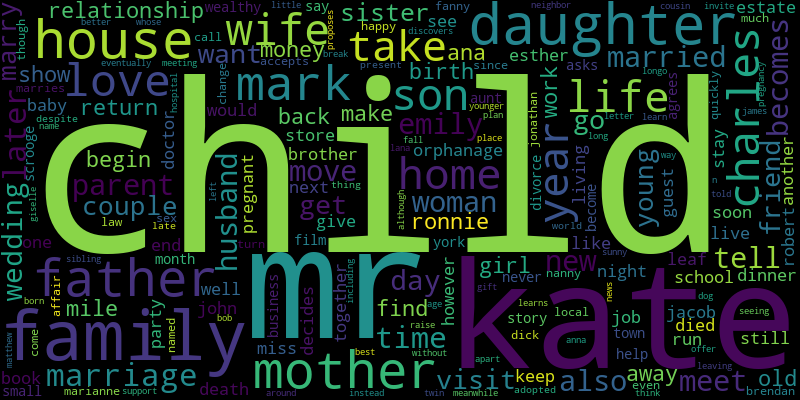 child
mr
kate
family
daughter
house
wife
father
mother
love
mark
son
take
life
charles
year
home
relationship
sister
want
money
ana
esther
married
estate
see
say
marry
though
call
later
show
baby
return
despite
name
birth
would
work
go
agrees
becomes
another
scrooge
doctor
changed
back
make
store
brother
emily
orphanage
begin
parent
couple
husband
pregnant
move
next
thing
get
give
film
woman
ronnie
young
guest
friend
stay
soon
live
tell
robert
wedding
one
law
late
sex
end
month
mile
party
day
find
time
girl
new
night
school
dinner
leaf
jacob
died
run
still
job
town
help
story
local
nanny
never
like
living
become
divorce
jonathan
york
however
together
decides
business
including
miss
john
well
affair
named
bob
born
come
matthew
book
small
marianne
marriage
support
death
visit
also
keep
dick
anna
meet
away
even
think
old
brendan
adopted
meanwhile
twin
instead
without
best
around
raise
age
gift
learns
news
apart
offer
dog
seeing
leaving
sibling
giselle
left
turn
world
sunny
although
lana
fall
place
plan
younger
aunt
accepts
happy
present
since
break
proposes
discovers
meeting
eventually
better
whose
little
fanny
neighbor
cousin
invite
wealthy
asks
much
quickly
longo
letter
learn
james
way
told
long
n
pregnancy
hospital
marries